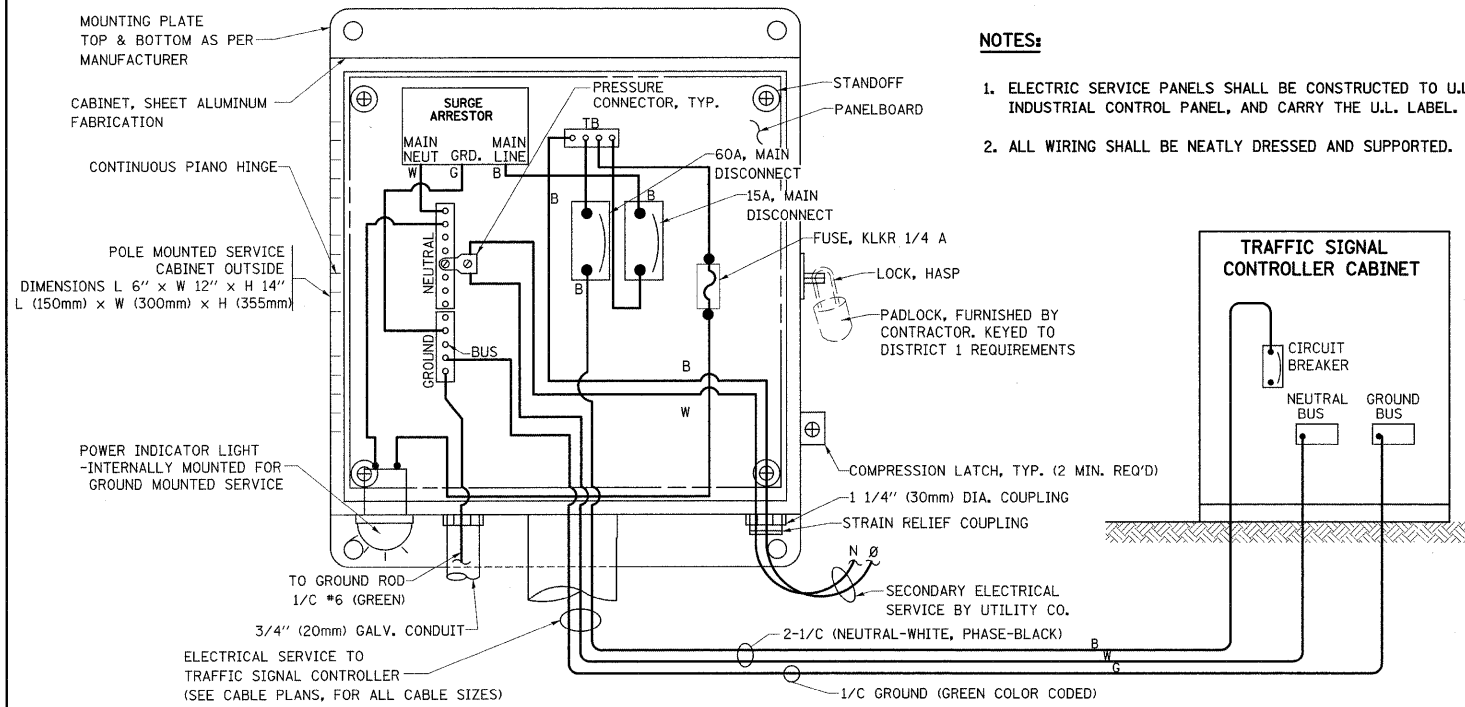 MOUNTING PLATE
TOP & BOTTOM AS PER
MANUFACTURER
CABINET, SHEET ALUMINUM
FABRICATION
CONTINUOUS PIANO HINGE
POLE MOUNTED SERVICE
CABINET OUTSIDE
DIMENSIONS L 6" x W 12" x H 14"
L (150mm) x W (300mm) x H (355mm)
POWER INDICATOR LIGHT
-INTERNALLY MOUNTED FOR
GROUND MOUNTED SERVICE
SURGE
ARRESTOR
MAIN
NEUT
GRD.
MAIN
LINE
W
G
B
PRESSURE
CONNECTOR, TYP.
TB
STANDOFF
PANELBOARD
60A, MAIN
DISCONNECT
15A, MAIN
DISCONNECT
B
B
B
FUSE, KLKR 1/4 A
NEUTRAL
GROUND
BUS
B
W
LOCK, HASP
PADLOCK, FURNISHED BY
CONTRACTOR. KEYED TO
DISTRICT 1 REQUIREMENTS
COMPRESSION LATCH, TYP. (2 MIN. REQ'D)
1 1/4" (30mm) DIA. COUPLING
STRAIN RELIEF COUPLING
N Ø
SECONDARY ELECTRICAL
SERVICE BY UTILITY CO.
TO GROUND ROD
1/C #6 (GREEN)
3/4" (20mm) GALV. CONDUIT
ELECTRICAL SERVICE TO
TRAFFIC SIGNAL CONTROLLER
(SEE CABLE PLANS, FOR ALL CABLE SIZES)
2-1/C (NEUTRAL-WHITE, PHASE-BLACK)
B
W
G
1/C GROUND (GREEN COLOR CODED)
NOTES:
1. ELECTRIC SERVICE PANELS SHALL BE CONSTRUCTED TO U.L
INDUSTRIAL CONTROL PANEL, AND CARRY THE U.L. LABEL.
2. ALL WIRING SHALL BE NEATLY DRESSED AND SUPPORTED.
TRAFFIC SIGNAL
CONTROLLER CABINET
CIRCUIT
BREAKER
NEUTRAL
BUS
GROUND
BUS